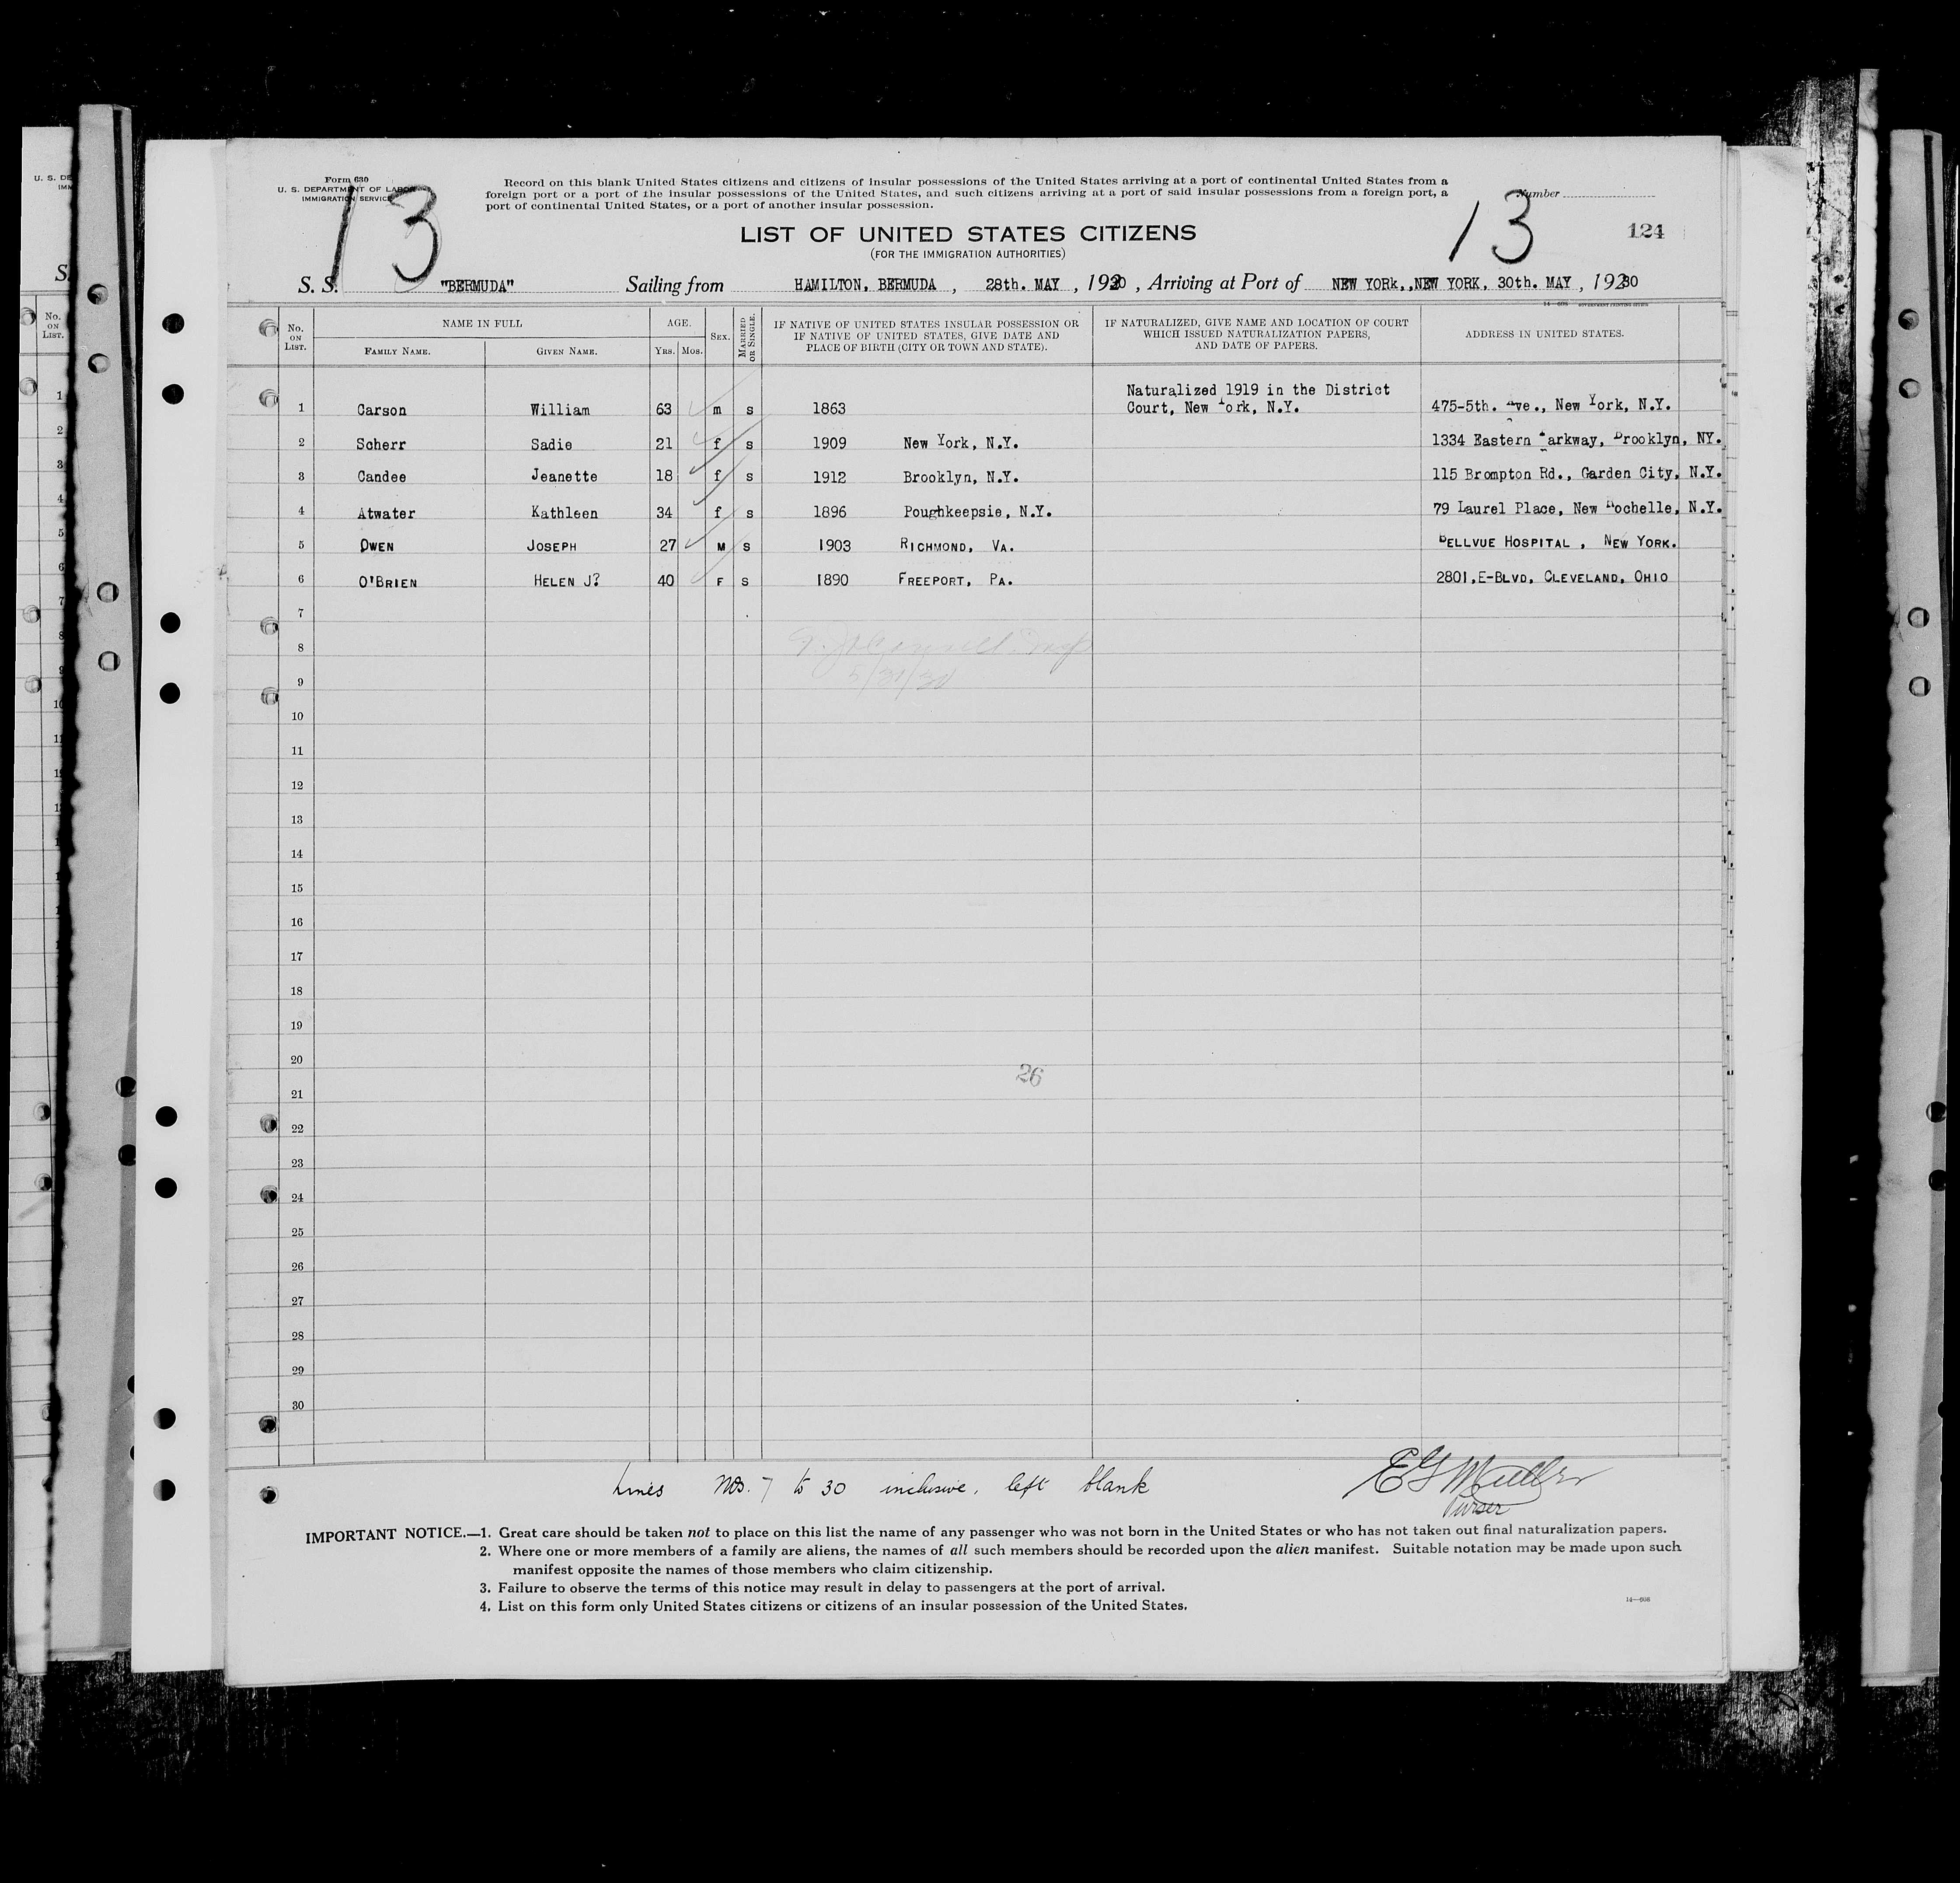 Form 630
U. S. DEPARTMENT OF LABOR
IMMIGRATION SERVICE
13
Record on this blank United States citizens and citizens of insular possessions of the United States arriving at a port of continental United States from a
foreign port or a port of the insular possessions of the United States, and such citizens arriving at a port of said insular possessions from a foreign port, a
port of continental United States, or a port of another insular possession.
Number
13
124
LIST OF UNITED STATES CITIZENS
(FOR THE IMMIGRATION AUTHORITIES)
S. S. "BERMUDA" Sailing from HAMILTON, BERMUDA , 28th. MAY , 1930 , Arriving at Port of NEW YORk,,NEW YORK, 30th. MAY , 19230
No. ON LIST. NAME IN FULL AGE. SEX. MARRIED OR SINGLE. IF NATIVE OF UNITED STATES INSULAR POSSESSION OR IF NATIVE OF UNITED STATES, GIVE DATE AND PLACE OF BIRTH (CITY OR TOWN AND STATE). IF NATURALIZED, GIVE NAME AND LOCATION OF COURT WHICH ISSUED NATURALIZATION PAPERS, AND DATE OF PAPERS. ADDRESS IN UNITED STATES.
FAMILY NAME. GIVEN NAME. YRS. MOS.
1 Carson William 63 m s 1863 Naturalized 1919 in the District Court, New York, N.Y. 475-5th. Ave., New York, N.Y.
2 Scherr Sadie 21 f s 1909 New York, N.Y. 1334 Eastern Parkway, Brooklyn, NY.
3 Candee Jeanette 18 f s 1912 Brooklyn, N.Y. 115 Brompton Rd., Garden City, N.Y.
4 Atwater Kathleen 34 f s 1896 Poughkeepsie, N.Y. 79 Laurel Place, New Rochelle, N.Y.
5 OWEN JOSEPH 27 M S 1903 RICHMOND, VA. BELLVUE HOSPITAL , NEW YORK.
6 O'BRIEN HELEN J? 40 F S 1890 FREEPORT, PA. 2801,E-BLVD, CLEVELAND, OHIO
7
8
9
10
11
12
13
14
15
16
17
18
19
20
26
21
22
23
24
25
26
27
28
29
30
Lines Nos. 7 to 30 inclusive, left blank
E G Muller
Purser
IMPORTANT NOTICE.—1. Great care should be taken not to place on this list the name of any passenger who was not born in the United States or who has not taken out final naturalization papers.
2. Where one or more members of a family are aliens, the names of all such members should be recorded upon the alien manifest. Suitable notation may be made upon such
manifest opposite the names of those members who claim citizenship.
3. Failure to observe the terms of this notice may result in delay to passengers at the port of arrival.
4. List on this form only United States citizens or citizens of an insular possession of the United States.